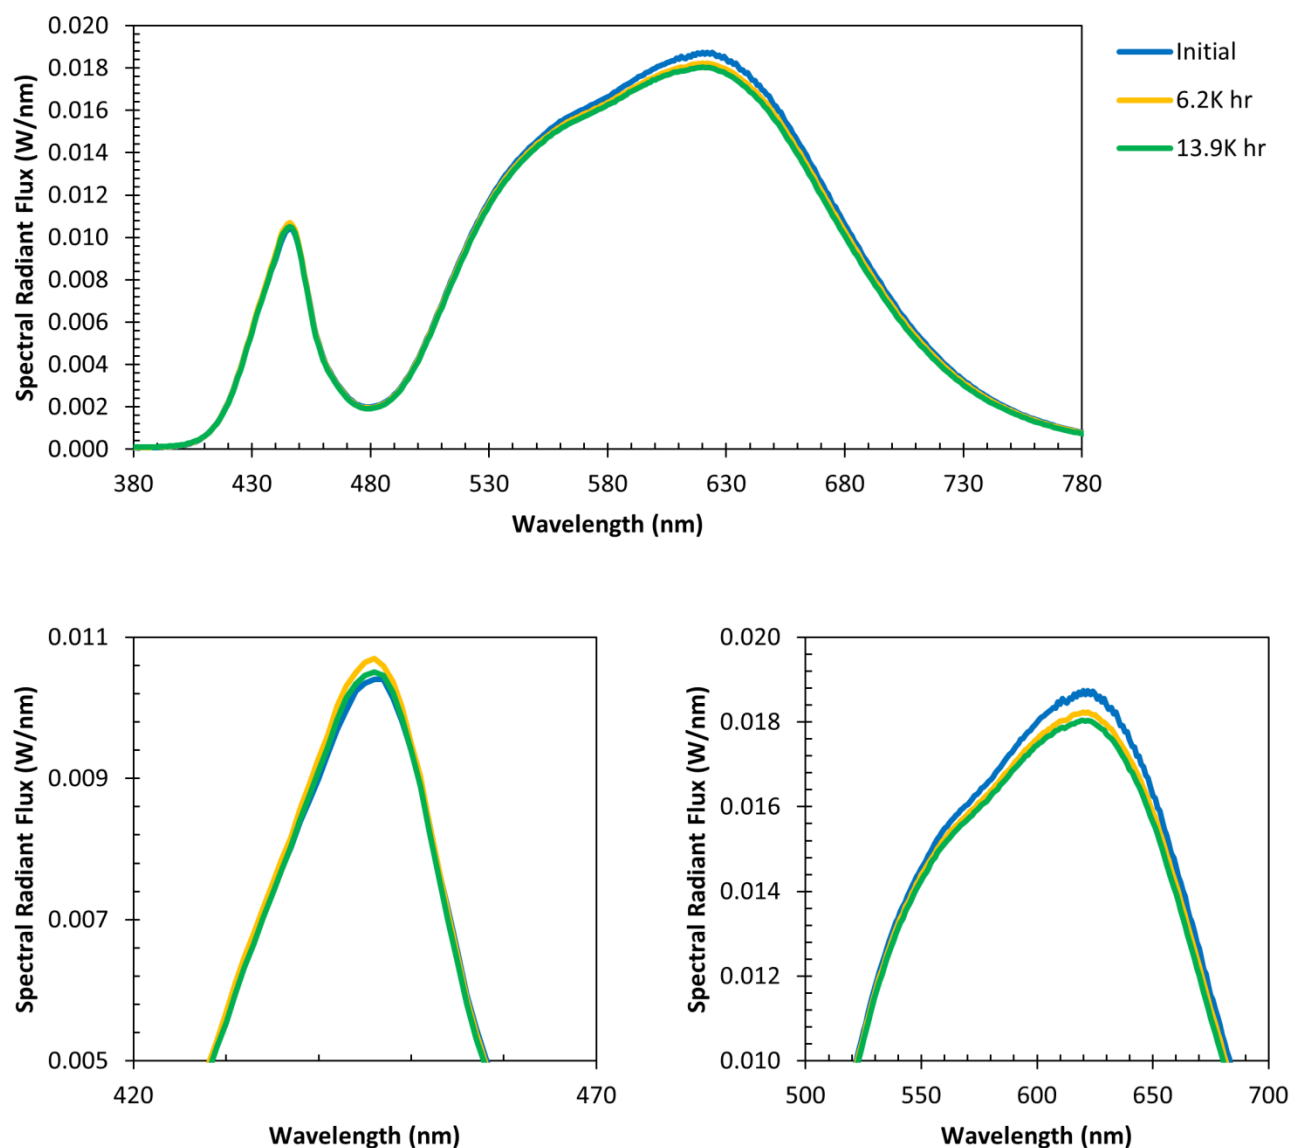 Spectral Radiant Flux (W/nm)
0.020
0.018
0.016
0.014
0.012
0.010
0.008
0.006
0.004
0.002
0.000
380 430 480 530 580 630 680 730 780
Wavelength (nm)
Initial
6.2K hr
13.9K hr
Spectral Radiant Flux (W/nm)
0.011
0.009
0.007
0.005
420 470
Wavelength (nm)
Spectral Radiant Flux (W/nm)
0.020
0.018
0.016
0.014
0.012
0.010
500 550 600 650 700
Wavelength (nm)